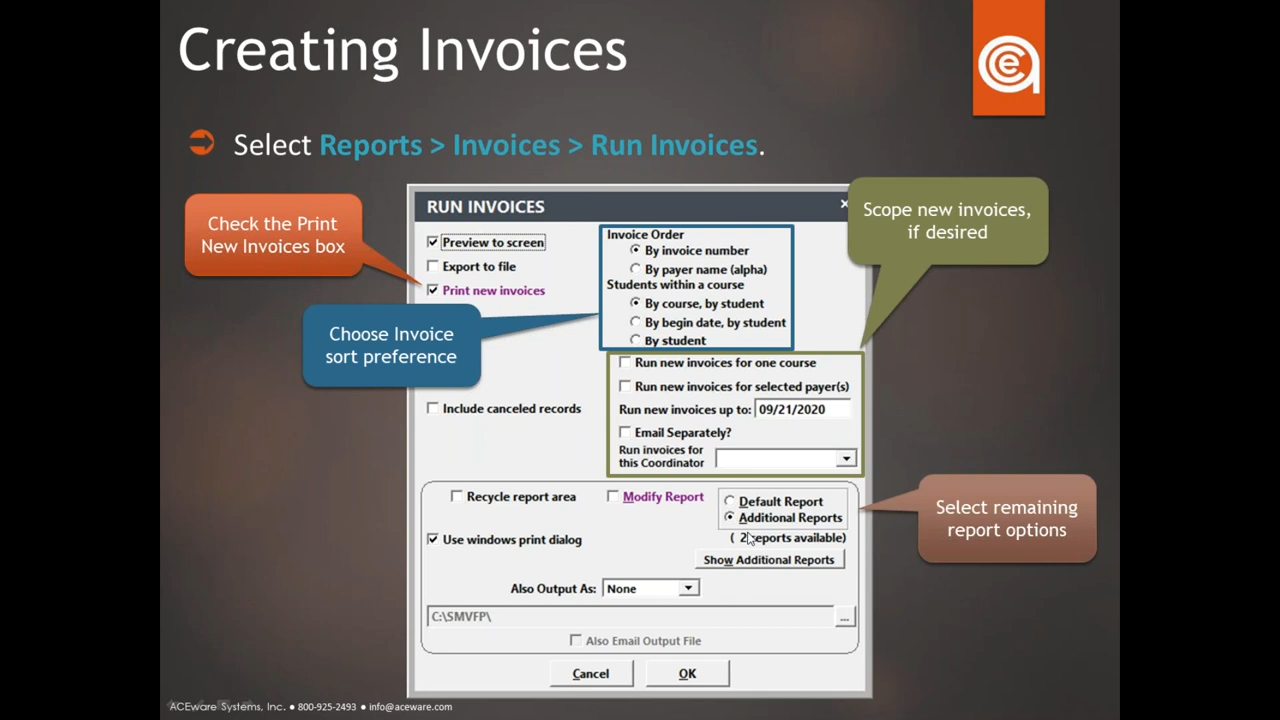 Creating Invoices
Select Reports > Invoices > Run Invoices.
Check the Print
New Invoices box
Choose Invoice
sort preference
Scope new invoices,
if desired
Select remaining
report options
RUN INVOICES
Preview to screen
Export to file
Print new invoices
Include canceled records
Invoice Order
By invoice number
By payer name (alpha)
Students within a course
By course, by student
By begin date, by student
By student
Run new invoices for one course
Run new invoices for selected payer(s)
Run new invoices up to: 09/21/2020
Email Separately?
Run invoices for
this Coordinator
Recycle report area
Modify Report
Default Report
Additional Reports
( 2 reports available)
Use windows print dialog
Show Additional Reports
Also Output As: None
C:\SMVFP\
...
Also Email Output File
Cancel
OK
ACEware Systems, Inc. ● 800-925-2493 ● info@aceware.com